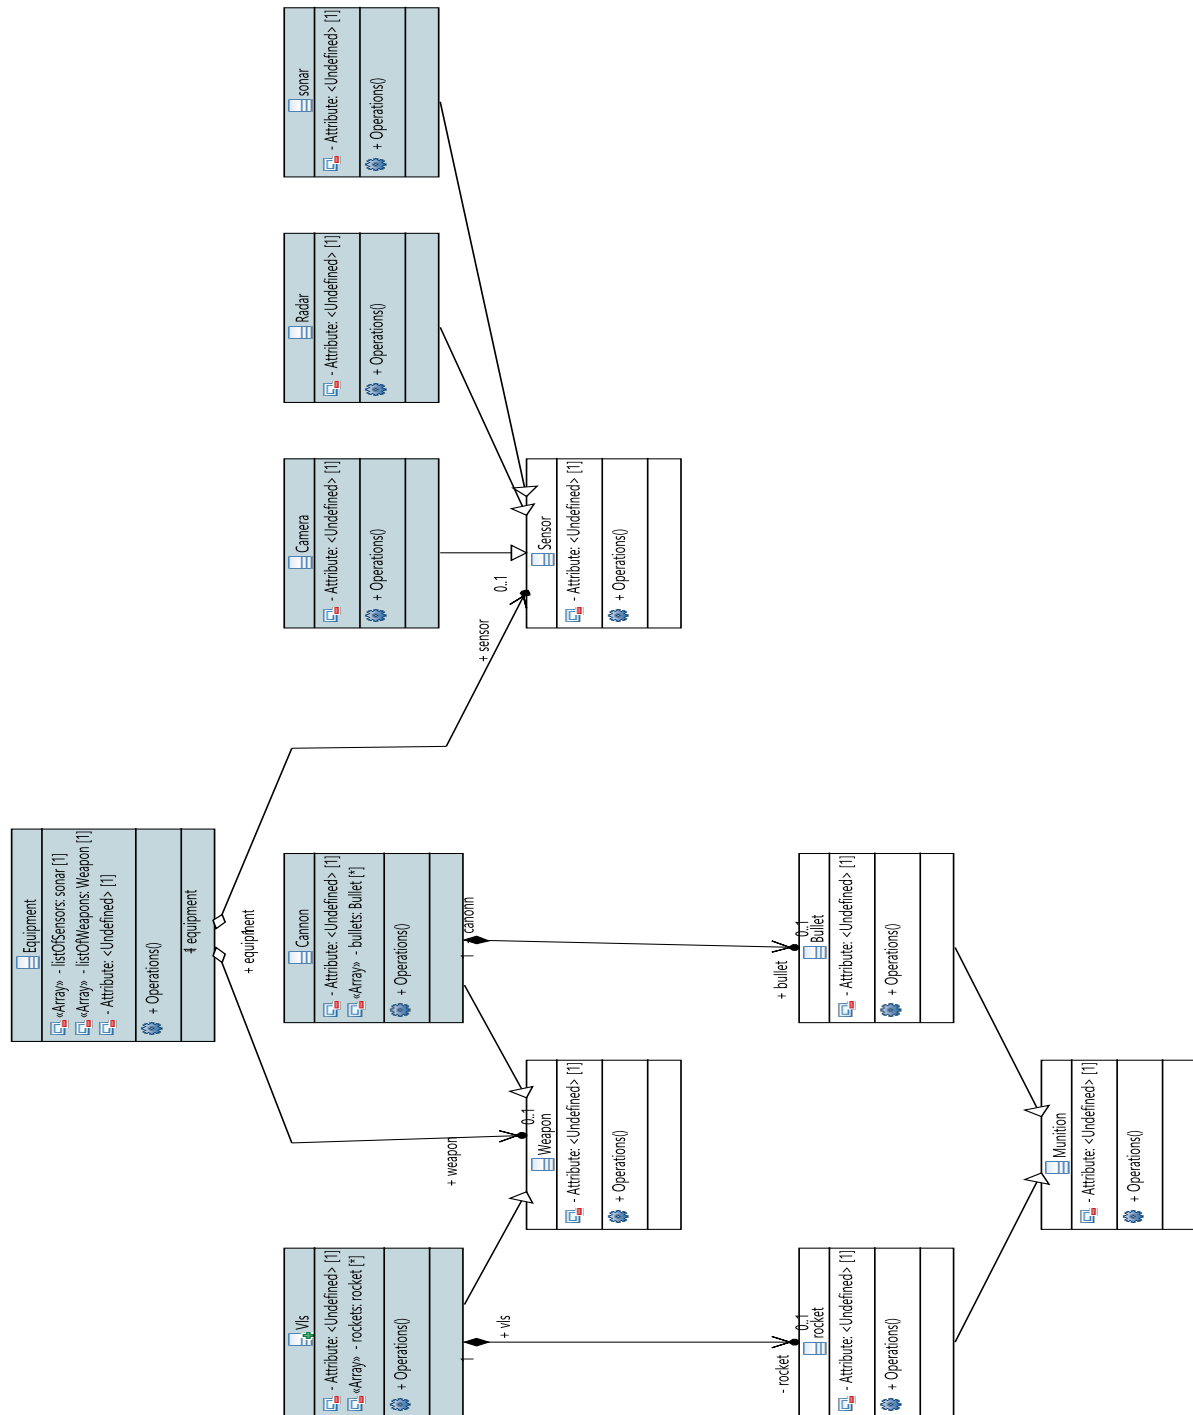 Equipment
«Array» - listOfSensors: sonar [1]
«Array» - listOfWeapons: Weapon [1]
- Attribute: <Undefined> [1]
+ Operations()
equipment
+ equipment
Vls
- Attribute: <Undefined> [1]
«Array» - rockets: rocket [*]
+ Operations()
Cannon
- Attribute: <Undefined> [1]
«Array» - bullets: Bullet [*]
+ Operations()
Camera
- Attribute: <Undefined> [1]
+ Operations()
Radar
- Attribute: <Undefined> [1]
+ Operations()
sonar
- Attribute: <Undefined> [1]
+ Operations()
+ vls
1
canonn
1
+ weapon
0..1
+ sensor
0..1
Weapon
- Attribute: <Undefined> [1]
+ Operations()
Sensor
- Attribute: <Undefined> [1]
+ Operations()
- rocket
0..1
+ bullet
0..1
rocket
- Attribute: <Undefined> [1]
+ Operations()
Bullet
- Attribute: <Undefined> [1]
+ Operations()
Munition
- Attribute: <Undefined> [1]
+ Operations()